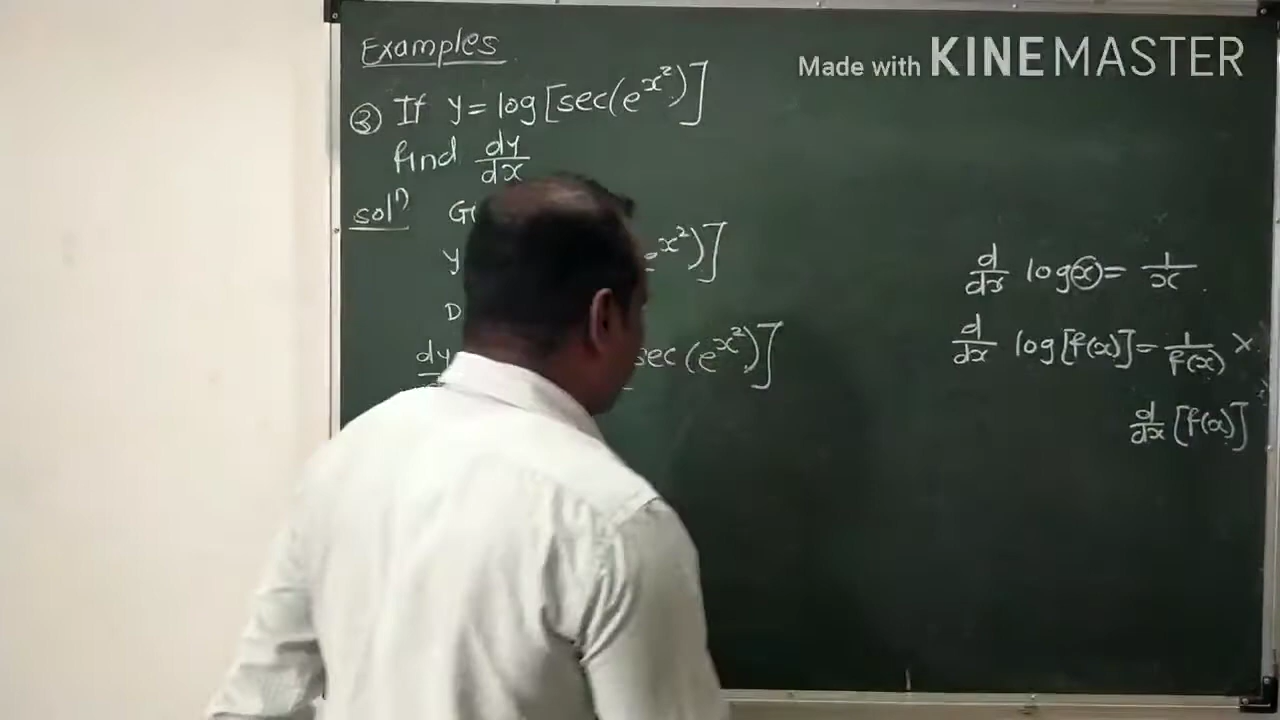 Examples
Made with KINEMASTER
③ If y = log[sec(e^x²)]
find dy/dx
solⁿ
y x²)]
dy sec(e^x²)]
d/dx log(x) = 1/x
d/dx log[f(x)] = 1/f(x) ×
d/dx [f(x)]